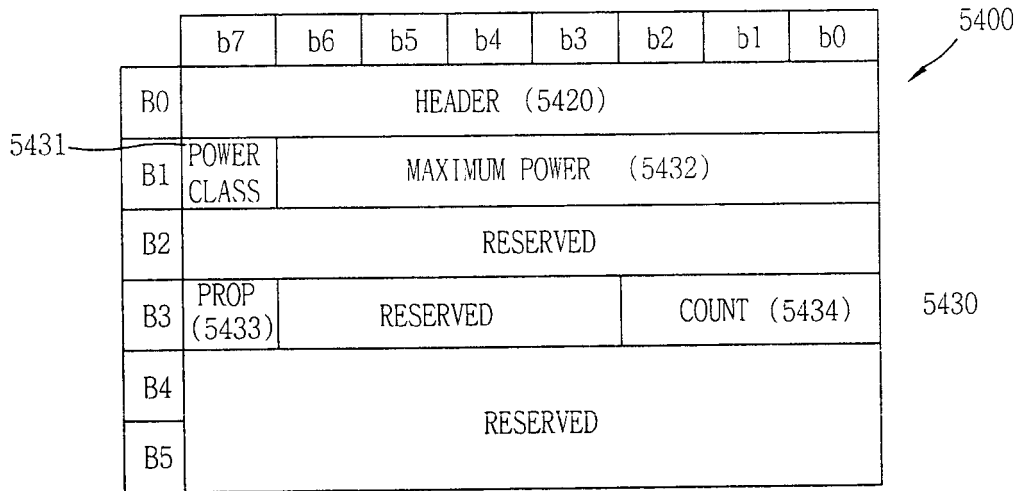 5400
b7 b6 b5 b4 b3 b2 b1 b0
B0 HEADER (5420)
5431
B1 POWER CLASS MAXIMUM POWER (5432)
B2 RESERVED
B3 PROP (5433) RESERVED COUNT (5434) 5430
B4
RESERVED
B5